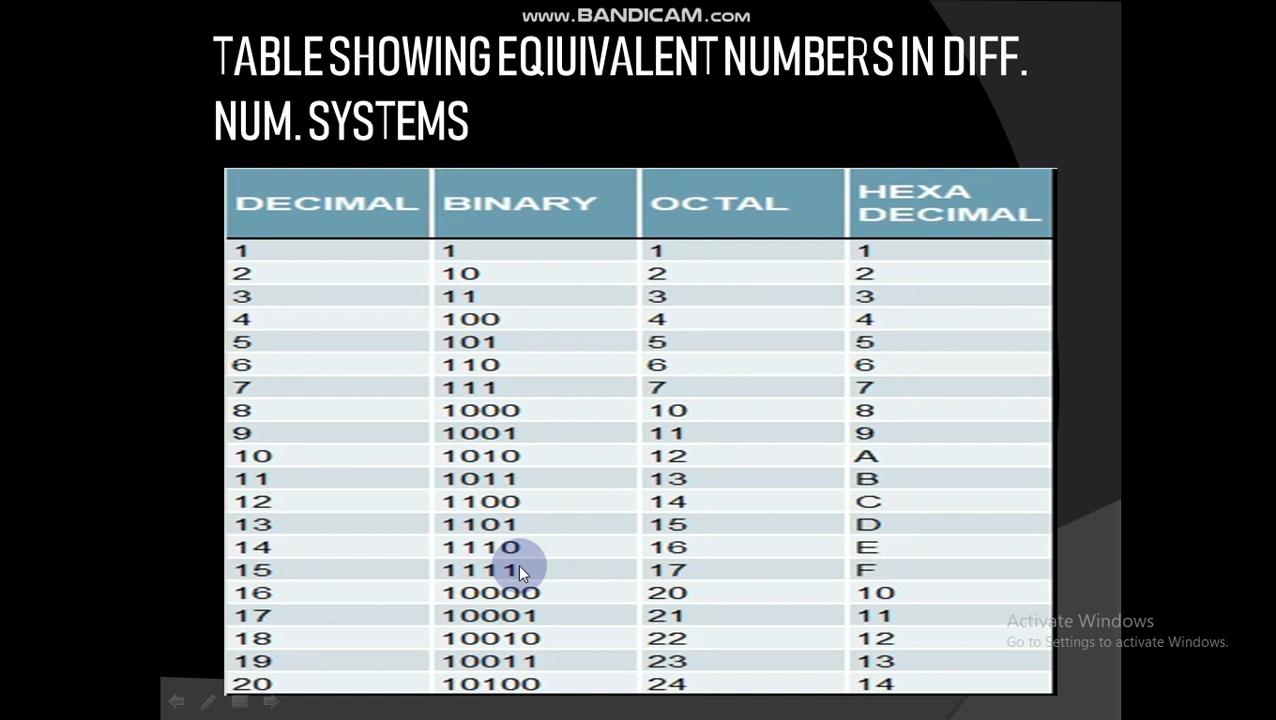 www.BANDICAM.com
TABLE SHOWING EQIUIVALENT NUMBERS IN DIFF.
NUM. SYSTEMS
DECIMAL BINARY OCTAL HEXA DECIMAL
1 1 1 1
2 10 2 2
3 11 3 3
4 100 4 4
5 101 5 5
6 110 6 6
7 111 7 7
8 1000 10 8
9 1001 11 9
10 1010 12 A
11 1011 13 B
12 1100 14 C
13 1101 15 D
14 1110 16 E
15 1111 17 F
16 10000 20 10
17 10001 21 11
18 10010 22 12
19 10011 23 13
20 10100 24 14
Activate Windows
Go to Settings to activate Windows.